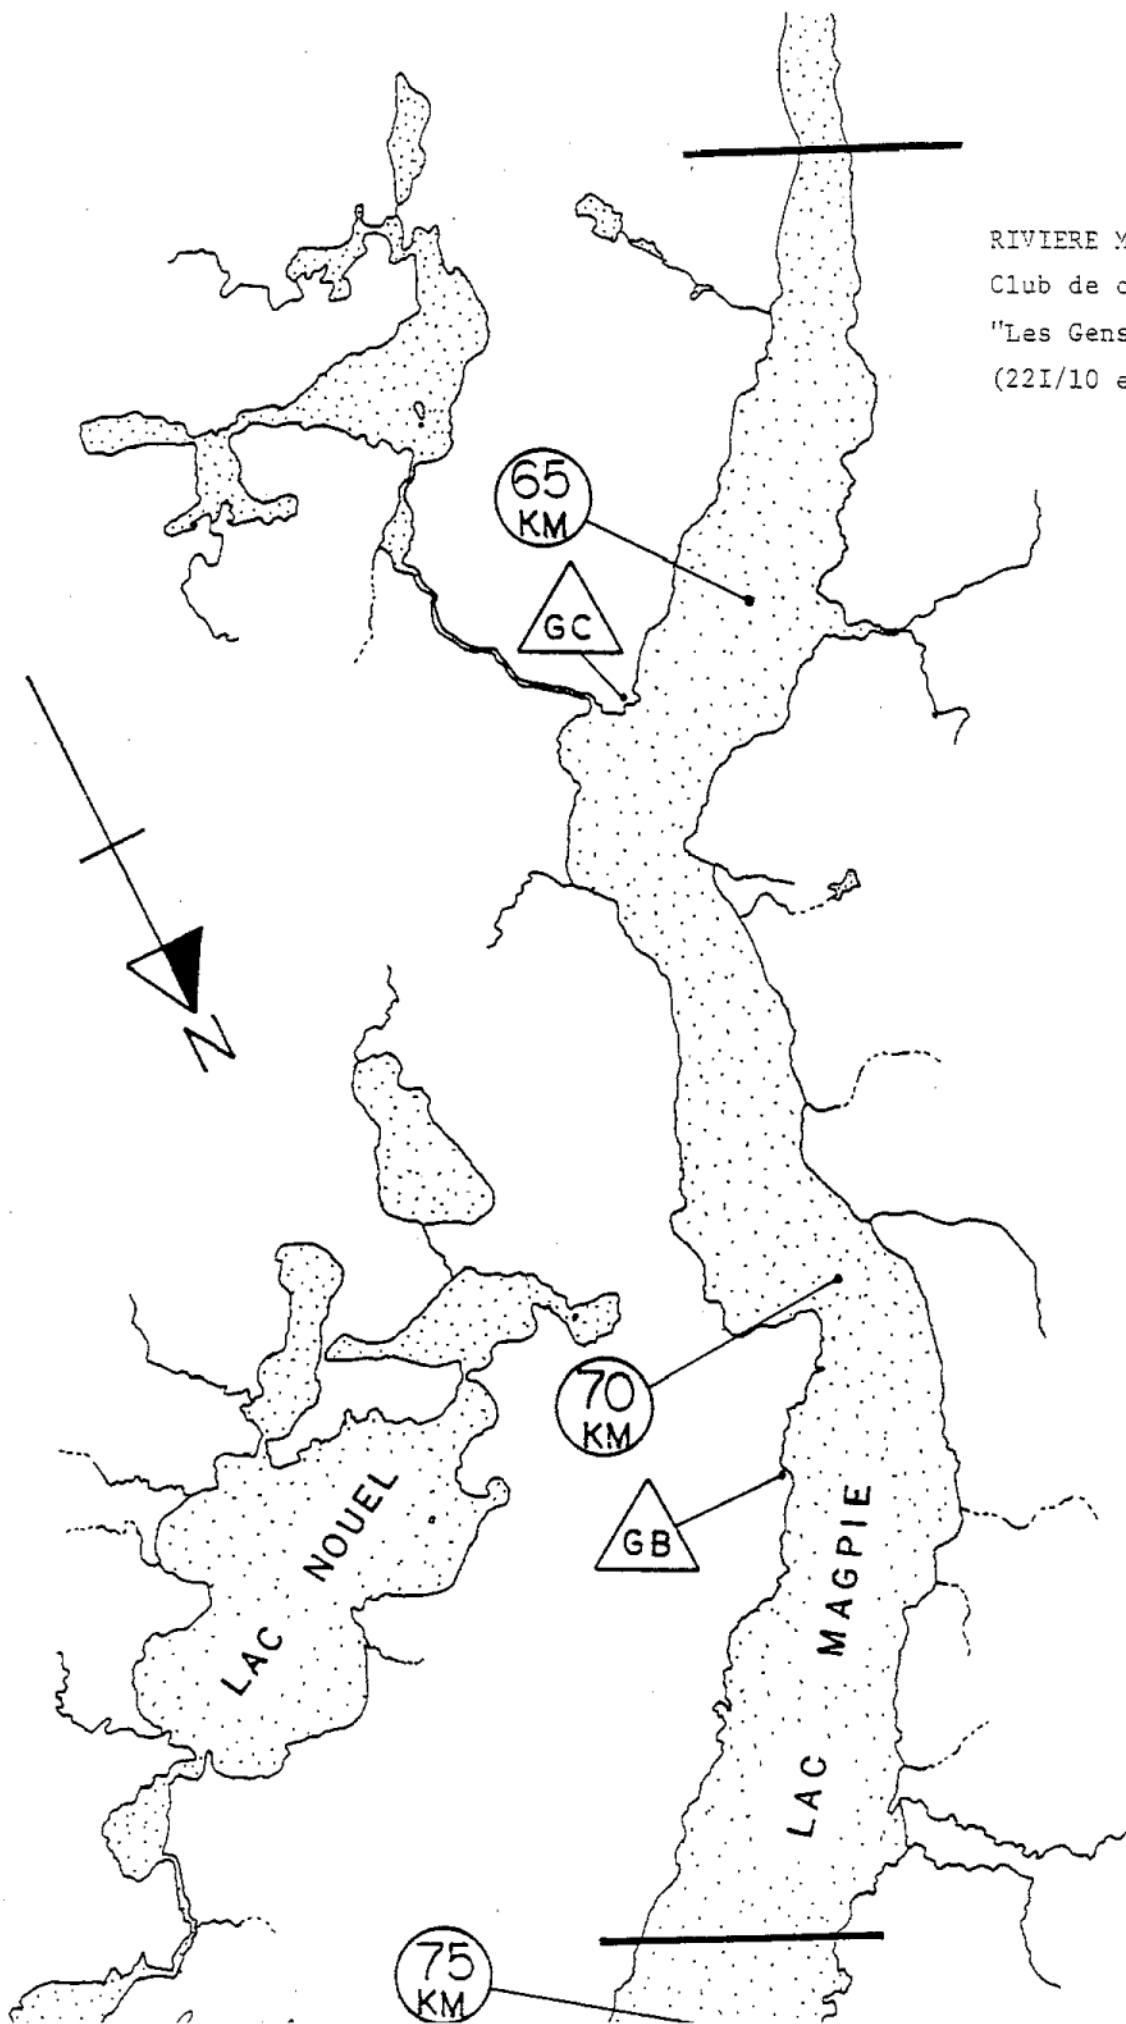 RIVIERE M
Club de c
"Les Gens
(22I/10 e
65
KM
GC
N
70
KM
GB
LAC NOUEL
LAC MAGPIE
75
KM